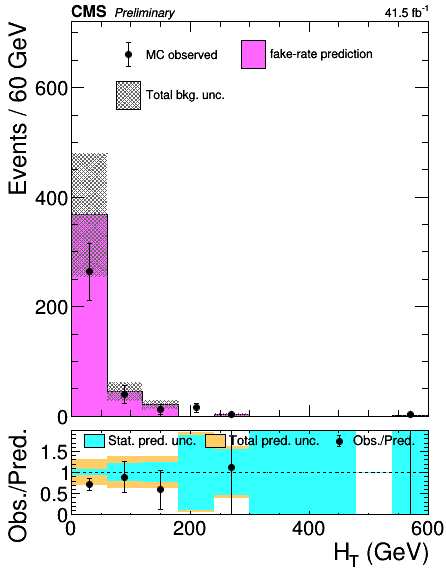 CMS Preliminary 41.5 fb⁻¹
Events / 60 GeV
MC observed
fake-rate prediction
Total bkg. unc.
600
400
200
0
Obs./Pred.
Stat. pred. unc.
Total pred. unc.
Obs./Pred.
1.5
1
0.5
0
0 200 400 600
H_T (GeV)